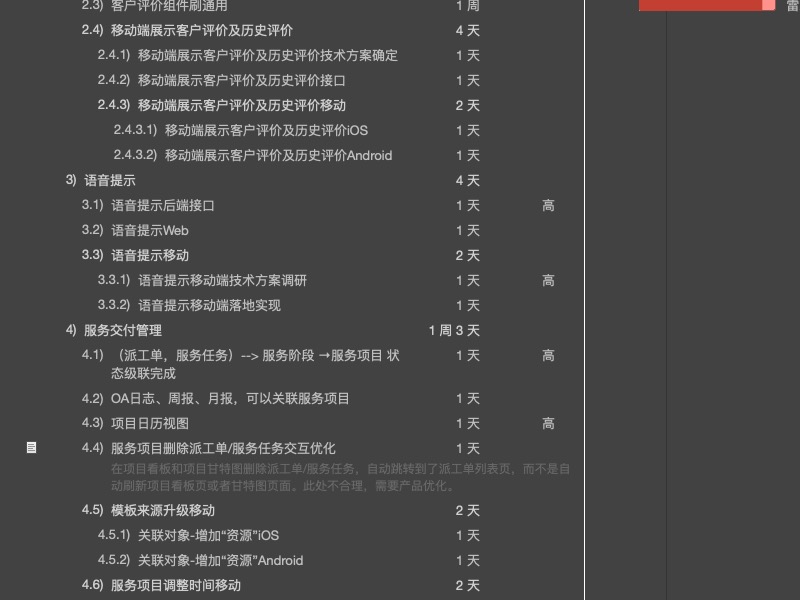 2.3) 客户评价组件刷通用 1 周
雷
2.4) 移动端展示客户评价及历史评价 4 天
2.4.1) 移动端展示客户评价及历史评价技术方案确定 1 天
2.4.2) 移动端展示客户评价及历史评价接口 1 天
2.4.3) 移动端展示客户评价及历史评价移动 2 天
2.4.3.1) 移动端展示客户评价及历史评价iOS 1 天
2.4.3.2) 移动端展示客户评价及历史评价Android 1 天
3) 语音提示 4 天
3.1) 语音提示后端接口 1 天 高
3.2) 语音提示Web 1 天
3.3) 语音提示移动 2 天
3.3.1) 语音提示移动端技术方案调研 1 天 高
3.3.2) 语音提示移动端落地实现 1 天
4) 服务交付管理 1 周 3 天
4.1) （派工单，服务任务）--> 服务阶段 →服务项目 状 1 天 高
态级联完成
4.2) OA日志、周报、月报，可以关联服务项目 1 天
4.3) 项目日历视图 1 天 高
4.4) 服务项目删除派工单/服务任务交互优化 1 天
在项目看板和项目甘特图删除派工单/服务任务，自动跳转到了派工单列表页，而不是自
动刷新项目看板页或者甘特图页面。此处不合理，需要产品优化。
4.5) 模板来源升级移动 2 天
4.5.1) 关联对象-增加“资源”iOS 1 天
4.5.2) 关联对象-增加“资源”Android 1 天
4.6) 服务项目调整时间移动 2 天